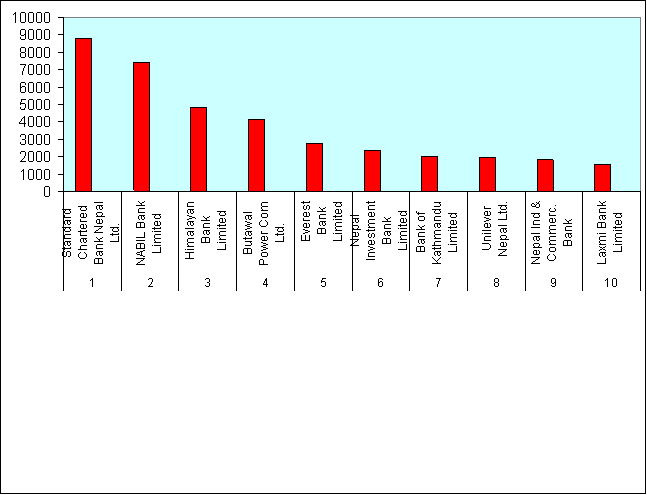 10000
9000
8000
7000
6000
5000
4000
3000
2000
1000
0
Standard
Chartered
Bank Nepal
Ltd.
NABIL Bank
Limited
Himalayan
Bank
Limited
Butawal
Power Com
Ltd.
Everest
Bank
Limited
Nepal
Investment
Bank
Limited
Bank of
Kathmandu
Limited
Unilever
Nepal Ltd.
Nepal Ind &
Commerc.
Bank
Laxmi Bank
Limited
1
2
3
4
5
6
7
8
9
10